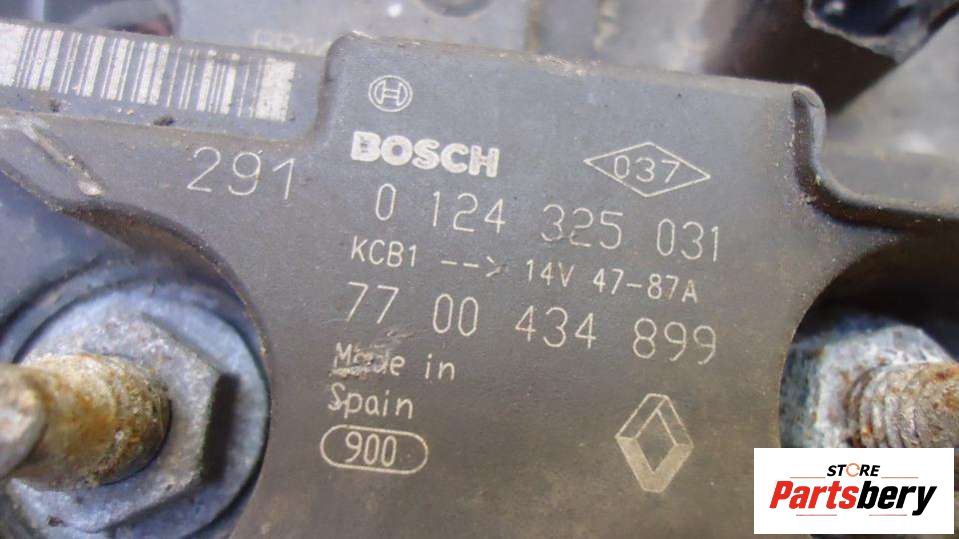 BOSCH
037
291
0 124 325 031
KCB1 --> 14V 47-87A
77 00 434 899
Made in
Spain
900
STORE
Partsbery